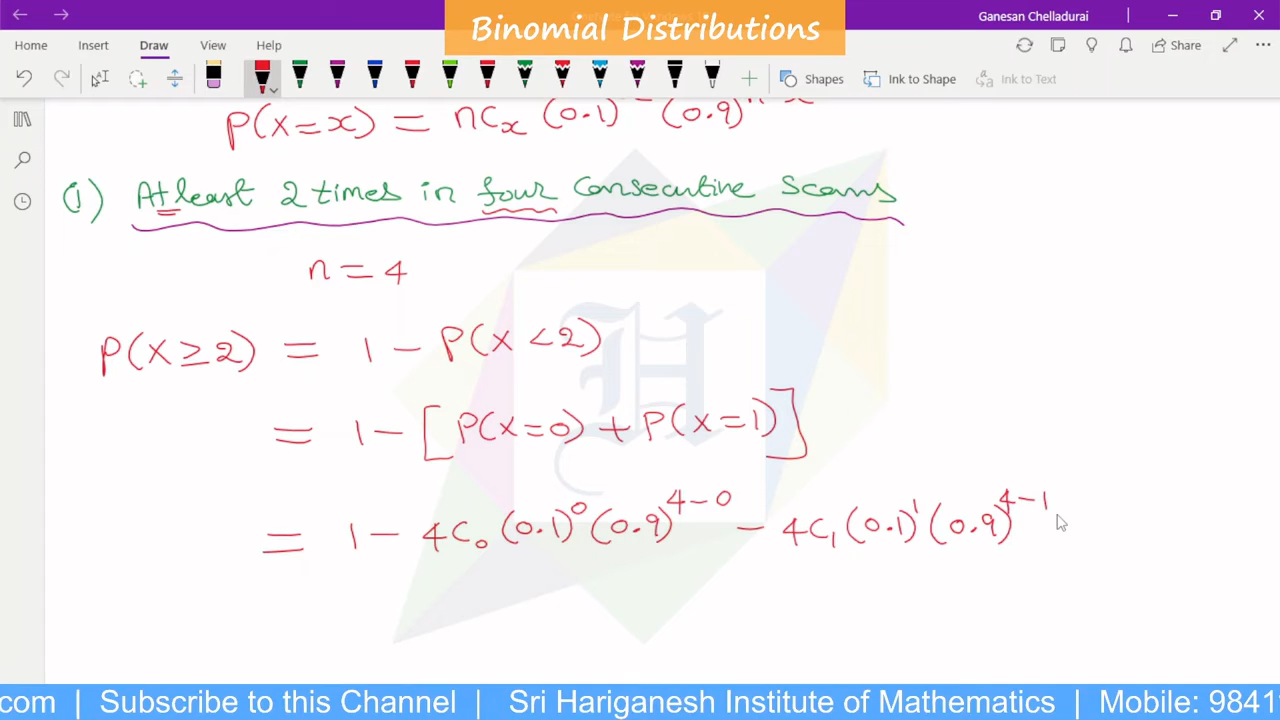 Binomial Distributions
Ganesan Chelladurai
Home Insert Draw View Help
Share
Shapes Ink to Shape Ink to Text
P(X=x) = nCx (0.1) (0.9)^n-x
(1) Atleast 2 times in four Consecutive Scans
n = 4
P(X≥2) = 1 - P(X<2)
= 1 - [P(X=0) + P(X=1)]
= 1 - 4C₀ (0.1)⁰ (0.9)⁴⁻⁰ - 4C₁ (0.1)¹ (0.9)⁴⁻¹
H
.com | Subscribe to this Channel | Sri Hariganesh Institute of Mathematics | Mobile: 9841